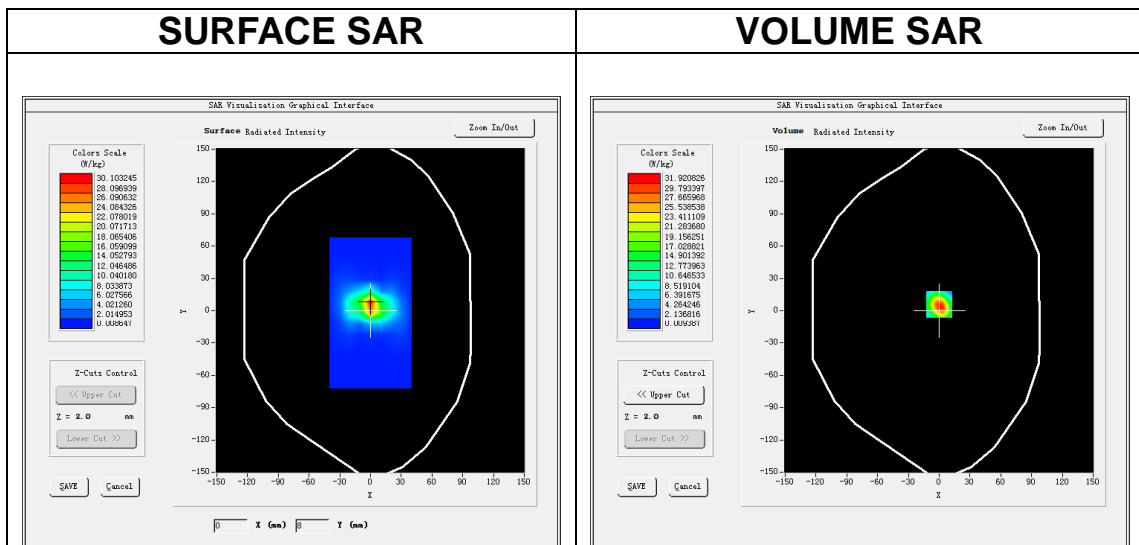 SURFACE SAR
VOLUME SAR
SAR Visualisation Graphical Interface
Surface Radiated Intensity
Zoom In/Out
Colors Scale
(W/kg)
30.103245
28.096939
26.090632
24.084326
22.078019
20.071713
18.065406
16.059099
14.052793
12.046486
10.040180
8.033873
6.027566
4.021260
2.014953
0.008647
Z-Cuts Control
<< Upper Cut
Z = 2.0 mm
Lower Cut >>
SAVE Cancel
150
120
90
60
30
0
-30
-60
-90
-120
-150
Y
-150 -120 -90 -60 -30 0 30 60 90 120 150
X
0 X (mm) 8 Y (mm)
SAR Visualisation Graphical Interface
Volume Radiated Intensity
Zoom In/Out
Colors Scale
(W/kg)
31.920826
29.793397
27.665968
25.538538
23.411109
21.283680
19.156251
17.028821
14.901392
12.773963
10.646533
8.519104
6.391675
4.264246
2.136816
0.009387
Z-Cuts Control
<< Upper Cut
Z = 2.0 mm
Lower Cut >>
SAVE Cancel
150
120
90
60
30
0
-30
-60
-90
-120
-150
Y
-150 -120 -90 -60 -30 0 30 60 90 120 150
X